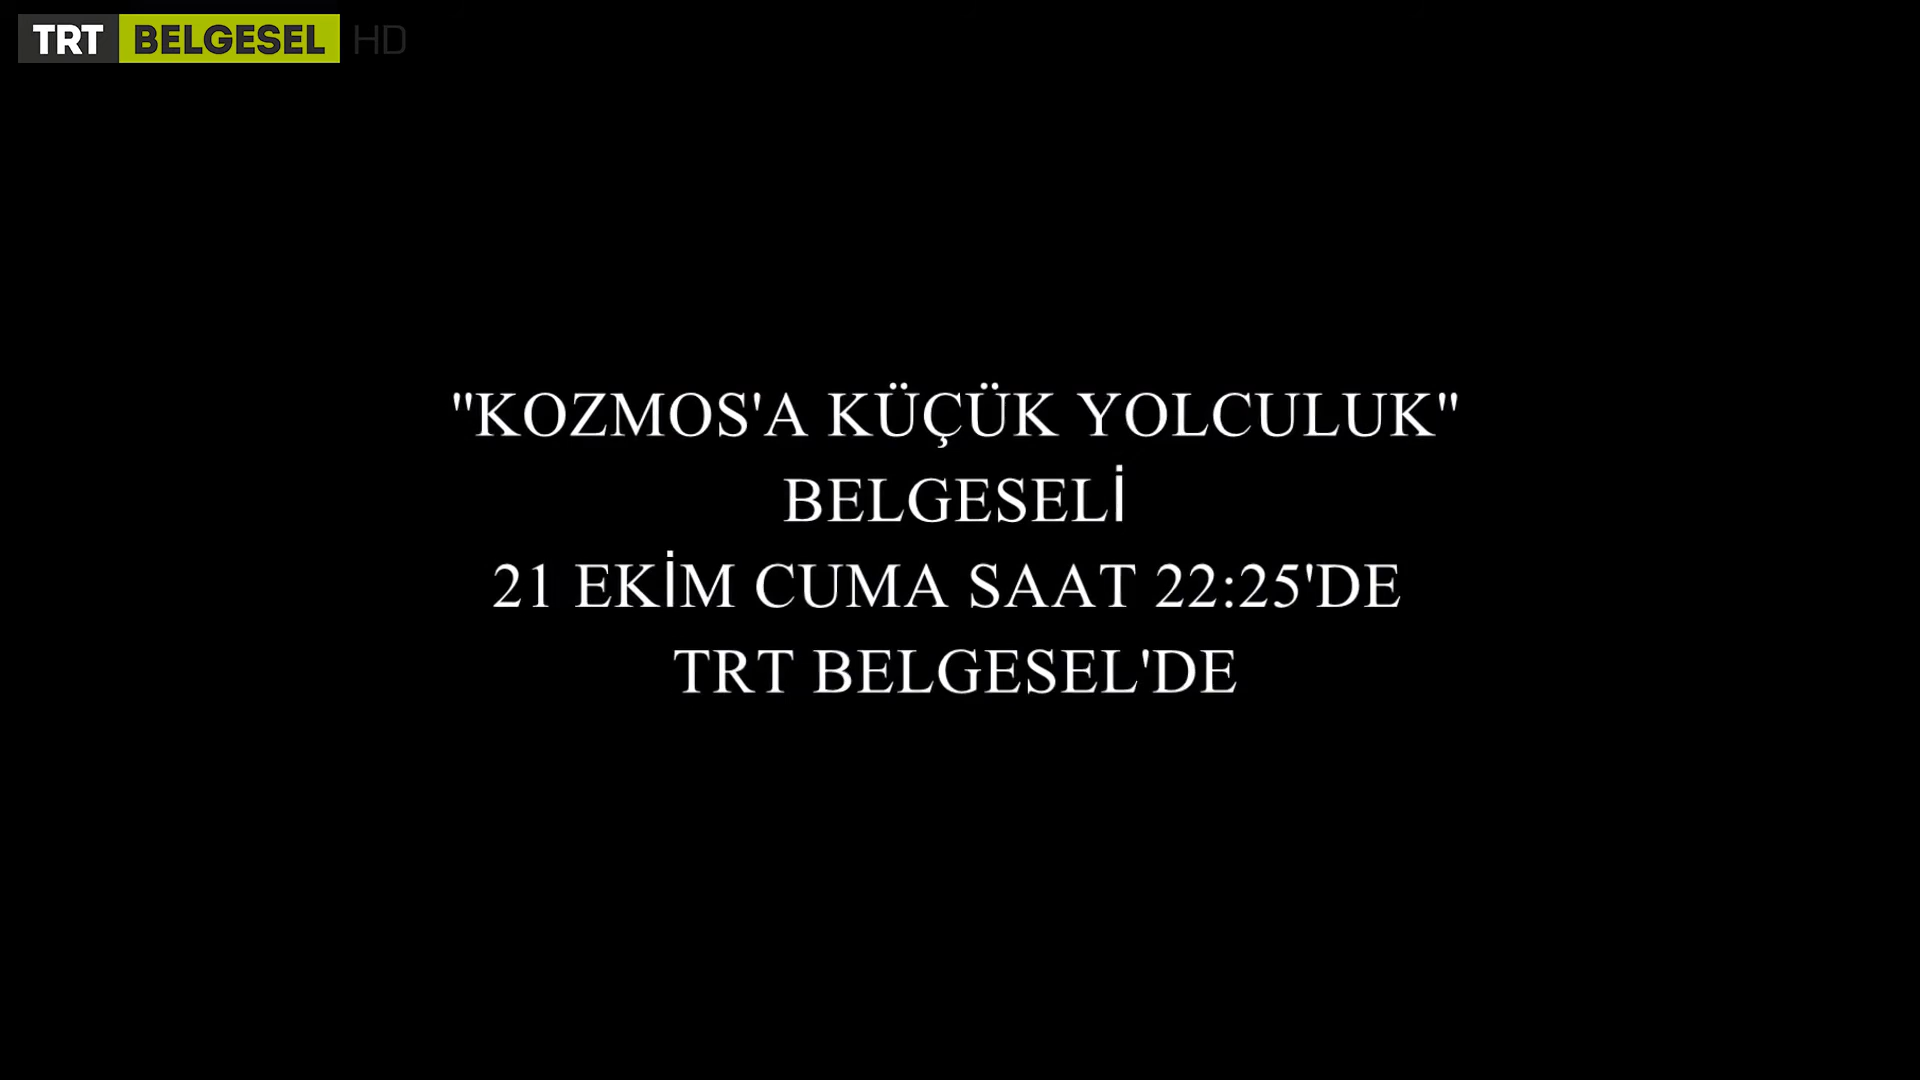 TRT BELGESEL HD
"KOZMOS'A KÜÇÜK YOLCULUK"
BELGESELİ
21 EKİM CUMA SAAT 22:25'DE
TRT BELGESEL'DE